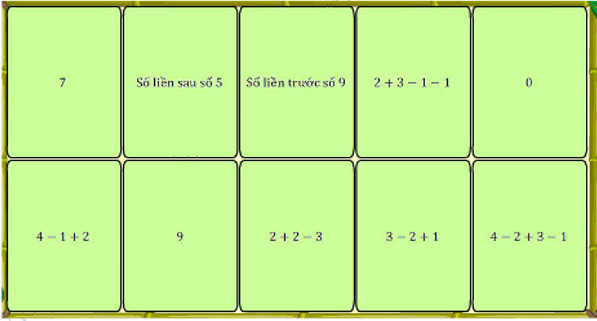 7
Số liền sau số 5
Số liền trước số 9
2 + 3 − 1 − 1
0
4 − 1 + 2
9
2 + 2 − 3
3 − 2 + 1
4 − 2 + 3 − 1